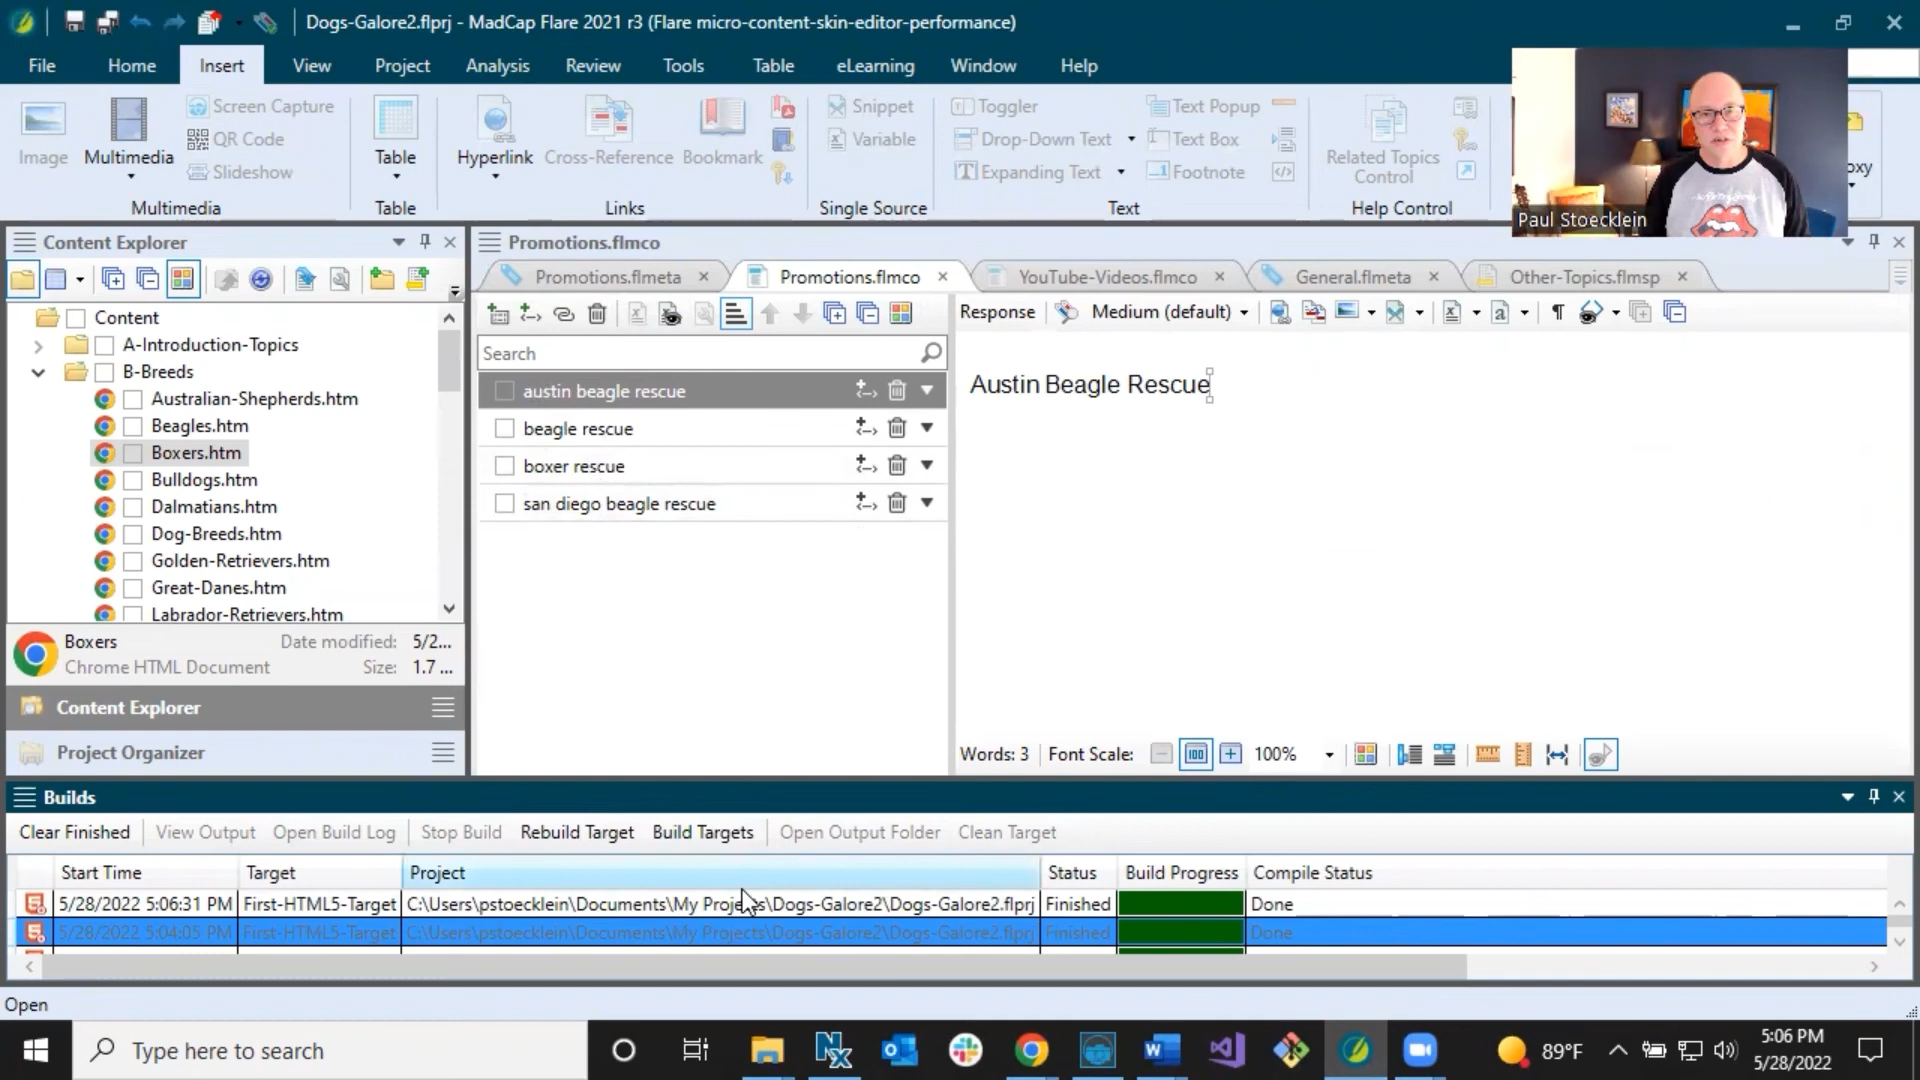 Dogs-Galore2.flprj - MadCap Flare 2021 r3 (Flare micro-content-skin-editor-performance)
File Home Insert View Project Analysis Review Tools Table eLearning Window Help
Image
Multimedia
Screen Capture
QR Code
Slideshow
Multimedia
Table
Table
Hyperlink
Cross-Reference
Bookmark
Links
Snippet
Variable
Single Source
Toggler
Drop-Down Text
Expanding Text
Text Popup
Text Box
Footnote
Text
Related Topics
Control
Help Control
oxy
Paul Stoecklein
Content Explorer
Content
A-Introduction-Topics
B-Breeds
Australian-Shepherds.htm
Beagles.htm
Boxers.htm
Bulldogs.htm
Dalmatians.htm
Dog-Breeds.htm
Golden-Retrievers.htm
Great-Danes.htm
Labrador-Retrievers.htm
Boxers Date modified: 5/2...
Chrome HTML Document Size: 1.7 ...
Content Explorer
Project Organizer
Promotions.flmco
Promotions.flmeta Promotions.flmco YouTube-Videos.flmco General.flmeta Other-Topics.flmsp
Search
austin beagle rescue
beagle rescue
boxer rescue
san diego beagle rescue
Response Medium (default)
Austin Beagle Rescue
Words: 3 Font Scale: 100 100%
Builds
Clear Finished View Output Open Build Log Stop Build Rebuild Target Build Targets Open Output Folder Clean Target
Start Time Target Project Status Build Progress Compile Status
5/28/2022 5:06:31 PM First-HTML5-Target C:\Users\pstoecklein\Documents\My Projects\Dogs-Galore2\Dogs-Galore2.flprj Finished Done
5/28/2022 5:04:05 PM First-HTML5-Target C:\Users\pstoecklein\Documents\My Projects\Dogs-Galore2\Dogs-Galore2.flprj Finished Done
Open
Type here to search
89°F
5:06 PM
5/28/2022